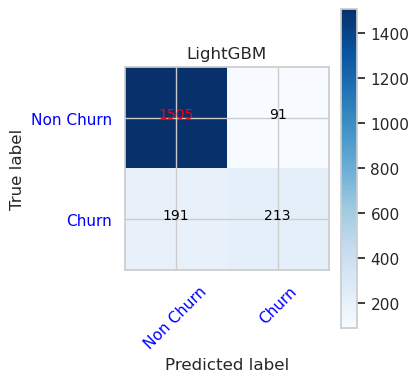 LightGBM
True label
Non Churn
1505
91
Churn
191
213
Non Churn
Churn
Predicted label
1400
1200
1000
800
600
400
200